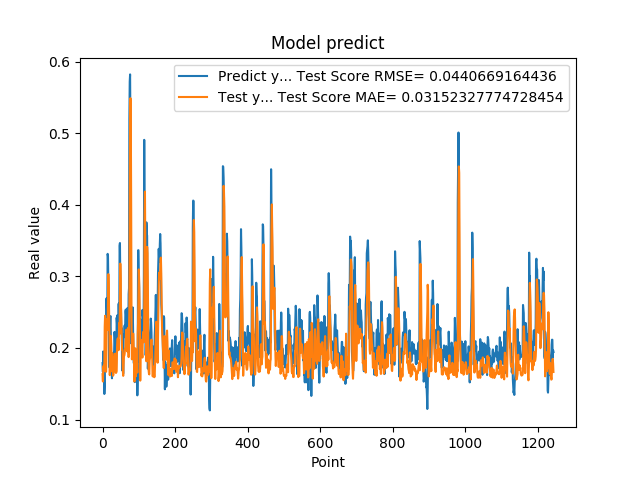 Model predict
Predict y... Test Score RMSE= 0.0440669164436
Test y... Test Score MAE= 0.03152327774728454
0.6
0.5
0.4
0.3
0.2
0.1
Real value
0 200 400 600 800 1000 1200
Point